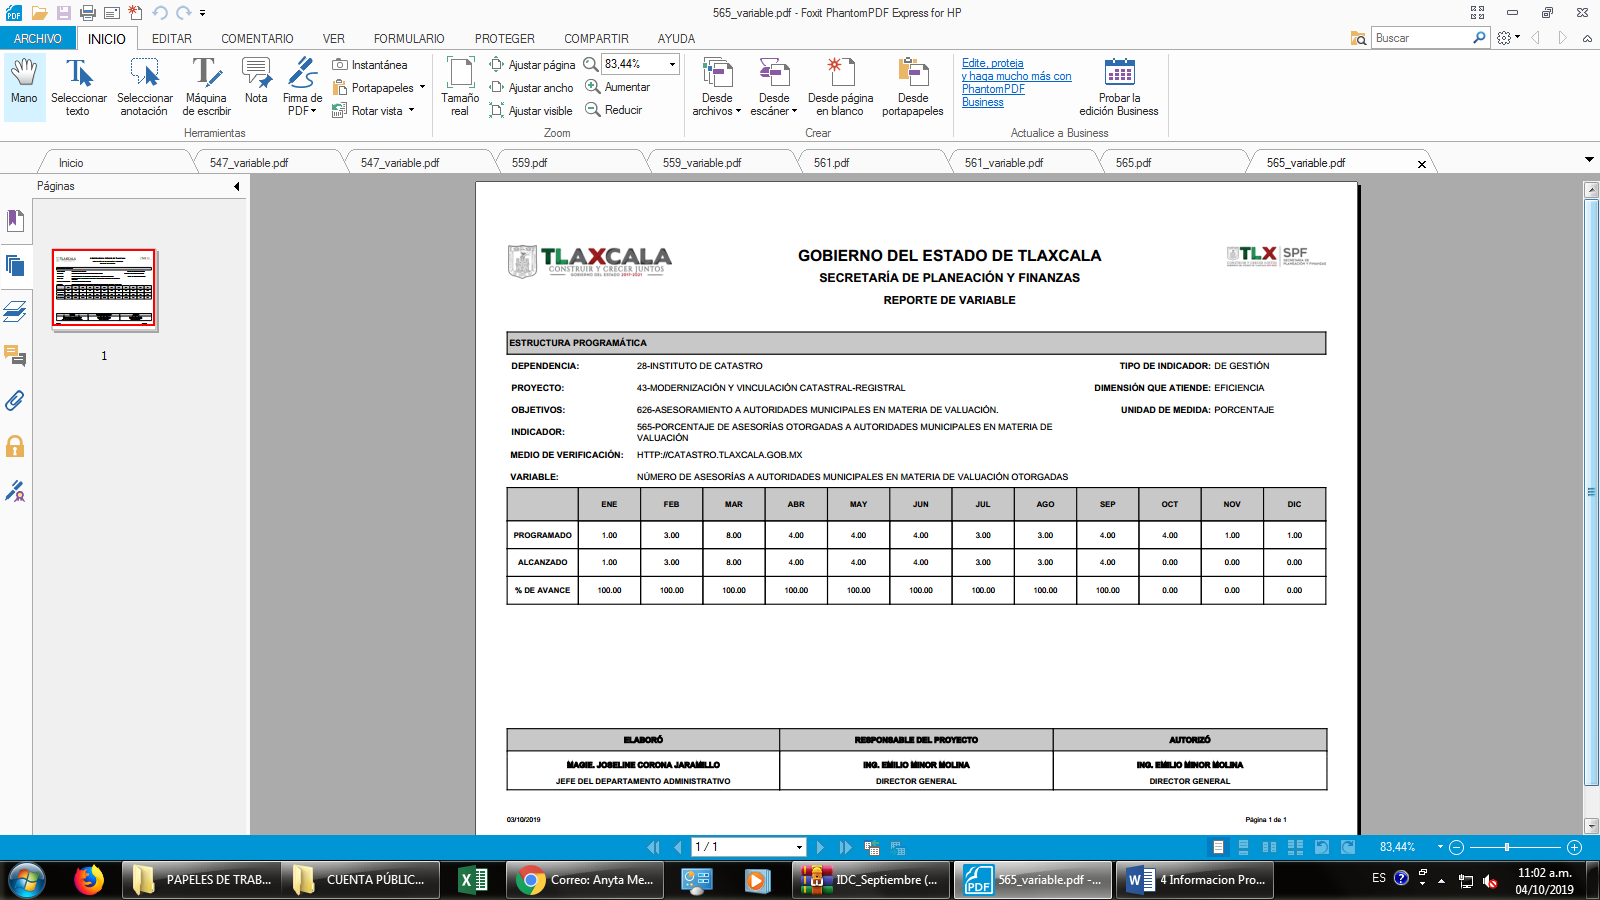 565_variable.pdf - Foxit PhantomPDF Express for HP
ARCHIVO INICIO EDITAR COMENTARIO VER FORMULARIO PROTEGER COMPARTIR AYUDA
Buscar
Mano
Seleccionar texto
Seleccionar anotación
Máquina de escribir
Nota
Firma de PDF
Instantánea
Portapapeles
Rotar vista
Herramientas
Tamaño real
Ajustar página
Ajustar ancho
Ajustar visible
83,44%
Aumentar
Reducir
Zoom
Desde archivos
Desde escáner
Desde página en blanco
Desde portapapeles
Crear
Edite, proteja
y haga mucho más con
PhantomPDF
Business
Probar la edición Business
Actualice a Business
Inicio 547_variable.pdf 547_variable.pdf 559.pdf 559_variable.pdf 561.pdf 561_variable.pdf 565.pdf 565_variable.pdf
Páginas
1
TLAXCALA
CONSTRUIR Y CRECER JUNTOS
GOBIERNO DEL ESTADO 2017-2021
GOBIERNO DEL ESTADO DE TLAXCALA
SECRETARÍA DE PLANEACIÓN Y FINANZAS
REPORTE DE VARIABLE
TLX SPF
SECRETARÍA DE
PLANEACIÓN Y FINANZAS
ESTRUCTURA PROGRAMÁTICA
DEPENDENCIA: 28-INSTITUTO DE CATASTRO TIPO DE INDICADOR: DE GESTIÓN
PROYECTO: 43-MODERNIZACIÓN Y VINCULACIÓN CATASTRAL-REGISTRAL DIMENSIÓN QUE ATIENDE: EFICIENCIA
OBJETIVOS: 626-ASESORAMIENTO A AUTORIDADES MUNICIPALES EN MATERIA DE VALUACIÓN. UNIDAD DE MEDIDA: PORCENTAJE
INDICADOR: 565-PORCENTAJE DE ASESORÍAS OTORGADAS A AUTORIDADES MUNICIPALES EN MATERIA DE
VALUACIÓN
MEDIO DE VERIFICACIÓN: HTTP://CATASTRO.TLAXCALA.GOB.MX
VARIABLE: NÚMERO DE ASESORÍAS A AUTORIDADES MUNICIPALES EN MATERIA DE VALUACIÓN OTORGADAS
ENE FEB MAR ABR MAY JUN JUL AGO SEP OCT NOV DIC
PROGRAMADO 1.00 3.00 8.00 4.00 4.00 4.00 3.00 3.00 4.00 4.00 1.00 1.00
ALCANZADO 1.00 3.00 8.00 4.00 4.00 4.00 3.00 3.00 4.00 0.00 0.00 0.00
% DE AVANCE 100.00 100.00 100.00 100.00 100.00 100.00 100.00 100.00 100.00 0.00 0.00 0.00
ELABORÓ RESPONSABLE DEL PROYECTO AUTORIZÓ
MAGIE. JOSELINE CORONA JARAMILLO ING. EMILIO MINOR MOLINA ING. EMILIO MINOR MOLINA
JEFE DEL DEPARTAMENTO ADMINISTRATIVO DIRECTOR GENERAL DIRECTOR GENERAL
03/10/2019 Página 1 de 1
1 / 1
83,44%
PAPELES DE TRAB... CUENTA PÚBLIC... Correo: Anyta Me... IDC_Septiembre (... 565_variable.pdf -... 4 Informacion Pro...
ES
11:02 a.m.
04/10/2019